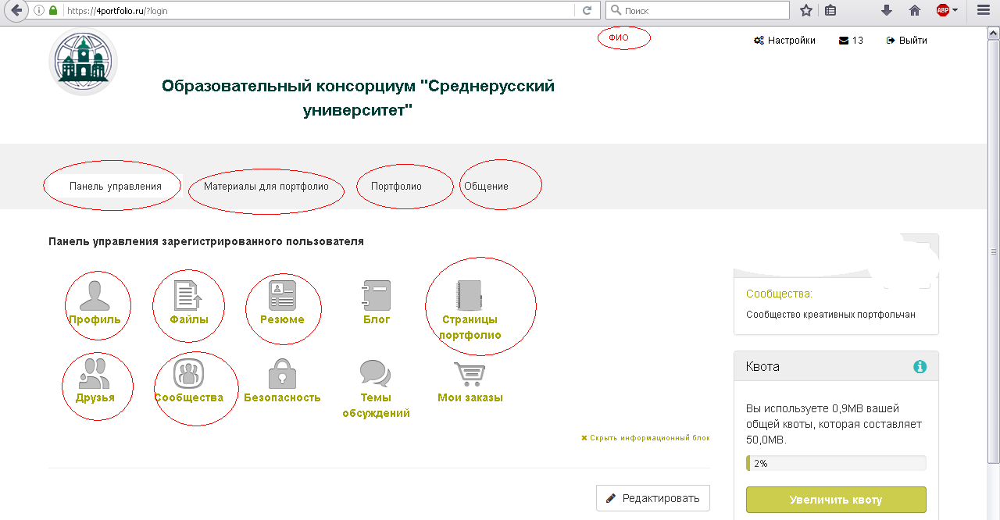 https://4portfolio.ru/?login
Поиск
ABP
ФИО
Настройки
13
Выйти
Образовательный консорциум "Среднерусский
университет"
Панель управления
Материалы для портфолио
Портфолио
Общение
Панель управления зарегистрированного пользователя
Профиль
Файлы
Резюме
Блог
Страницы
портфолио
Друзья
Сообщества
Безопасность
Темы
обсуждений
Мои заказы
Скрыть информационный блок
Редактировать
Сообщества:
Сообщество креативных портфольчан
Квота
Вы используете 0,9MB вашей
общей квоты, которая составляет
50,0MB.
2%
Увеличить квоту